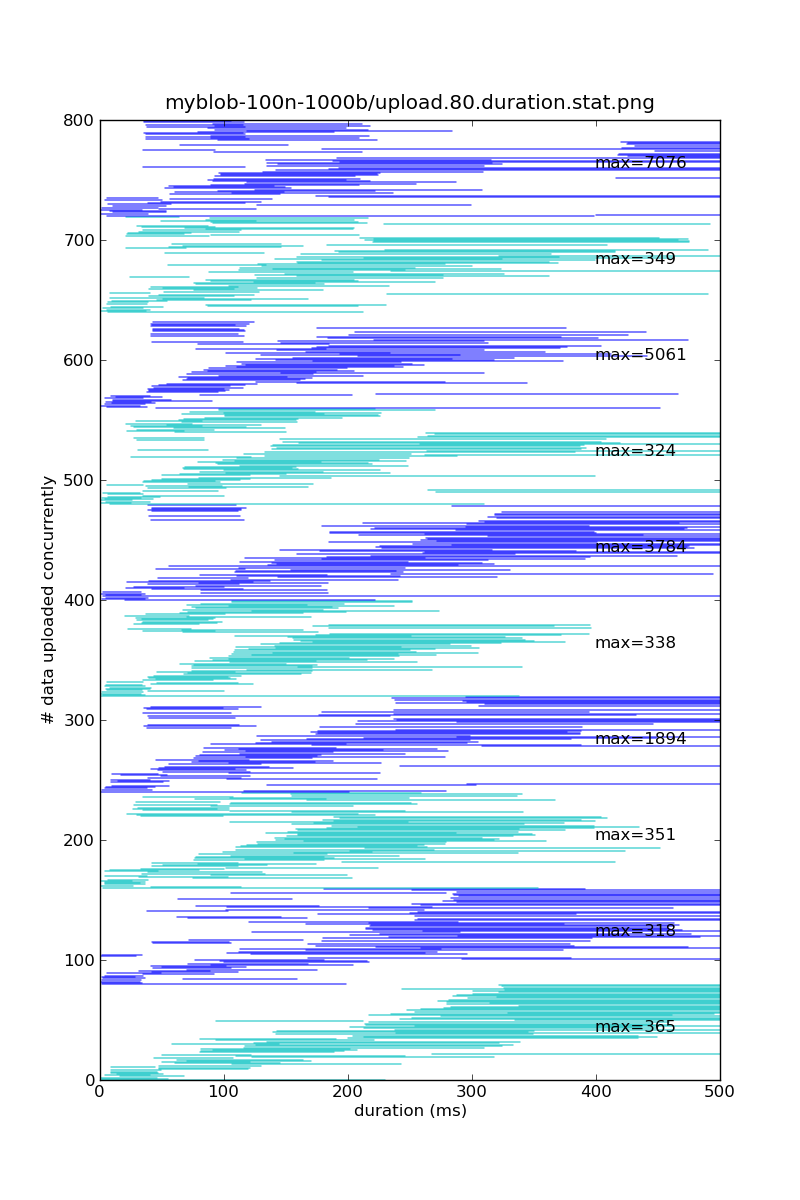 myblob-100n-1000b/upload.80.duration.stat.png
800
max=7076
700
max=349
600
max=5061
max=324
500
max=3784
400
max=338
300
max=1894
200
max=351
max=318
100
max=365
0
# data uploaded concurrently
0 100 200 300 400 500
duration (ms)